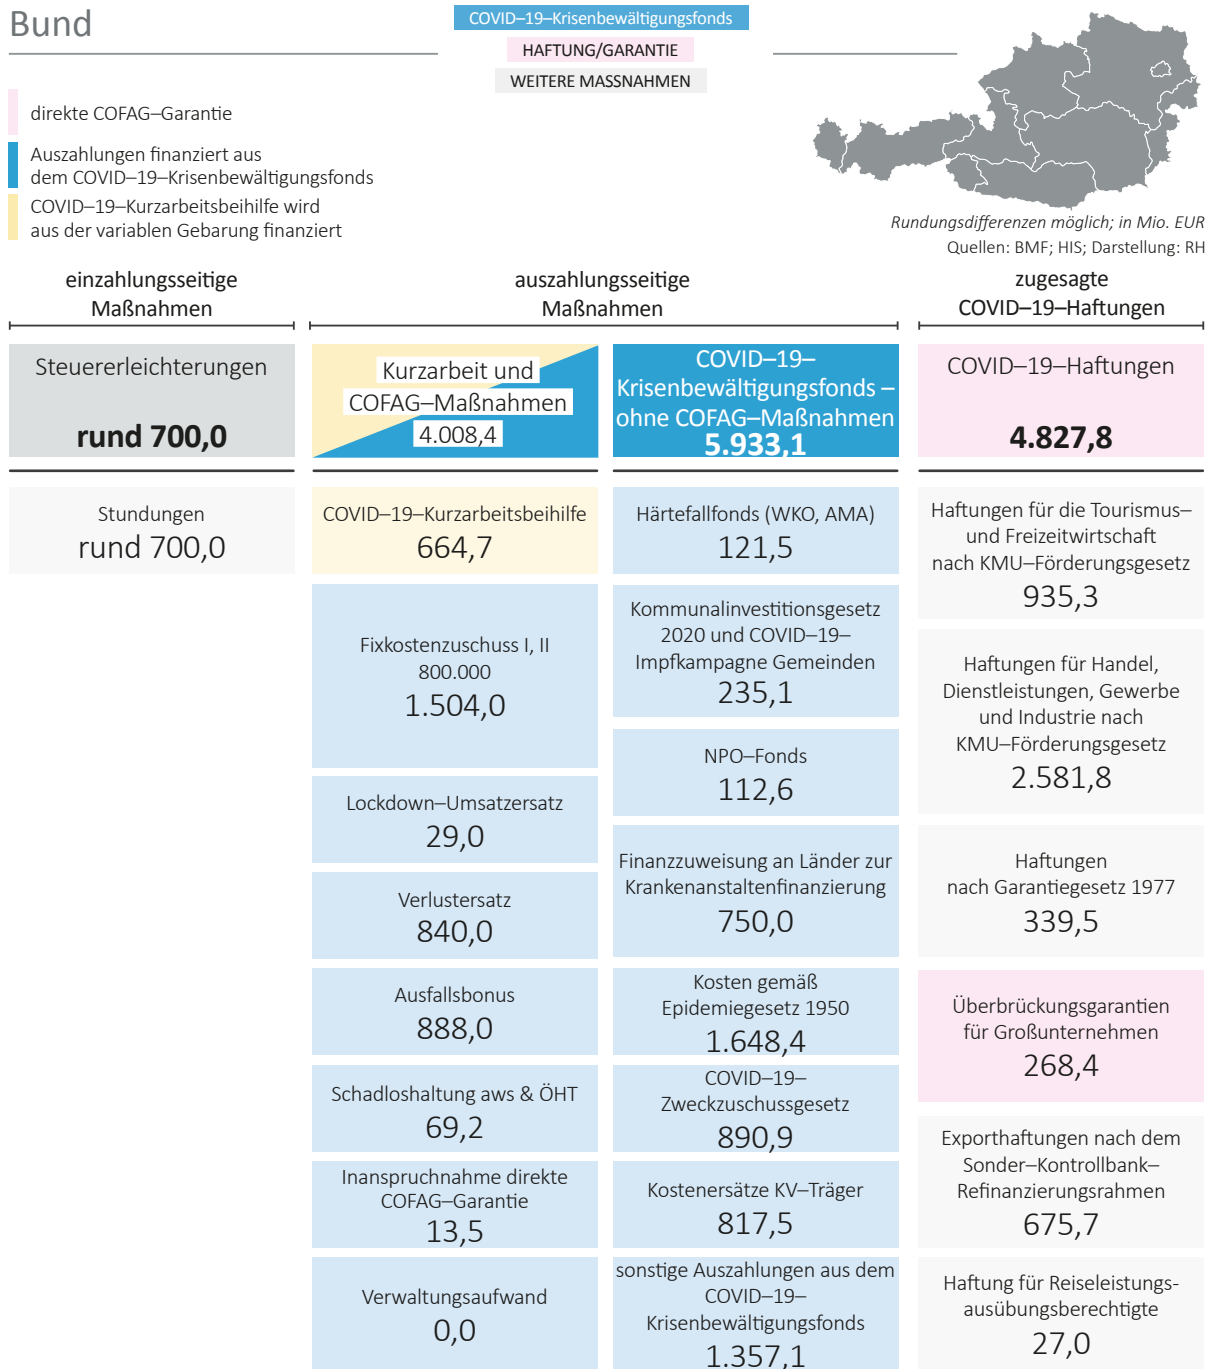 Bund
COVID–19–Krisenbewältigungsfonds
HAFTUNG/GARANTIE
WEITERE MASSNAHMEN
direkte COFAG–Garantie
Auszahlungen finanziert aus
dem COVID–19–Krisenbewältigungsfonds
COVID–19–Kurzarbeitsbeihilfe wird
aus der variablen Gebarung finanziert
Rundungsdifferenzen möglich; in Mio. EUR
Quellen: BMF; HIS; Darstellung: RH
einzahlungsseitige
Maßnahmen
Steuererleichterungen
rund 700,0
Stundungen
rund 700,0
auszahlungsseitige
Maßnahmen
Kurzarbeit und
COFAG–Maßnahmen
4.008,4
COVID–19–Kurzarbeitsbeihilfe
664,7
Fixkostenzuschuss I, II
800.000
1.504,0
Lockdown–Umsatzersatz
29,0
Verlustersatz
840,0
Ausfallsbonus
888,0
Schadloshaltung aws & ÖHT
69,2
Inanspruchnahme direkte
COFAG–Garantie
13,5
Verwaltungsaufwand
0,0
COVID–19–
Krisenbewältigungsfonds –
ohne COFAG–Maßnahmen
5.933,1
Härtefallfonds (WKO, AMA)
121,5
Kommunalinvestitionsgesetz
2020 und COVID–19–
Impfkampagne Gemeinden
235,1
NPO–Fonds
112,6
Finanzzuweisung an Länder zur
Krankenanstaltenfinanzierung
750,0
Kosten gemäß
Epidemiegesetz 1950
1.648,4
COVID–19–
Zweckzuschussgesetz
890,9
Kostenersätze KV–Träger
817,5
sonstige Auszahlungen aus dem
COVID–19–
Krisenbewältigungsfonds
1.357,1
zugesagte
COVID–19–Haftungen
COVID–19–Haftungen
4.827,8
Haftungen für die Tourismus–
und Freizeitwirtschaft
nach KMU–Förderungsgesetz
935,3
Haftungen für Handel,
Dienstleistungen, Gewerbe
und Industrie nach
KMU–Förderungsgesetz
2.581,8
Haftungen
nach Garantiegesetz 1977
339,5
Überbrückungsgarantien
für Großunternehmen
268,4
Exporthaftungen nach dem
Sonder–Kontrollbank–
Refinanzierungsrahmen
675,7
Haftung für Reiseleistungs-
ausübungsberechtigte
27,0